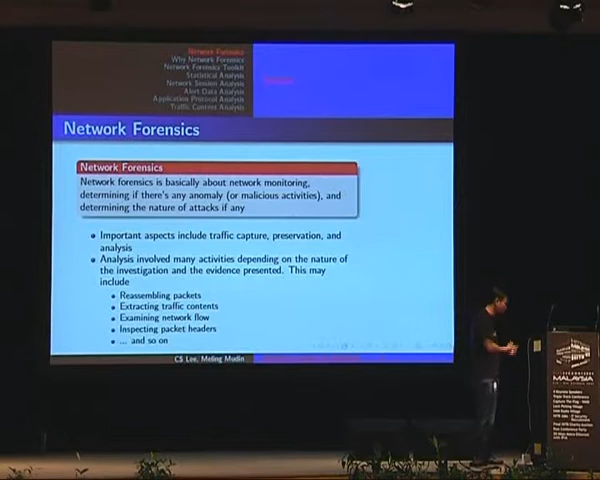 Network Forensics
Why Network Forensics
Network Forensics Toolkit
Statistical Analysis
Network Session Analysis
Alert Data Analysis
Application Protocol Analysis
Traffic Content Analysis
Network Forensics
Network Forensics
Network forensics is basically about network monitoring,
determining if there's any anomaly (or malicious activities), and
determining the nature of attacks if any
Important aspects include traffic capture, preservation, and
analysis
Analysis involved many activities depending on the nature of
the investigation and the evidence presented. This may
include
Reassembling packets
Extracting traffic contents
Examining network flow
Inspecting packet headers
... and so on
CS Lee, Meling Mudin
MALAYSIA